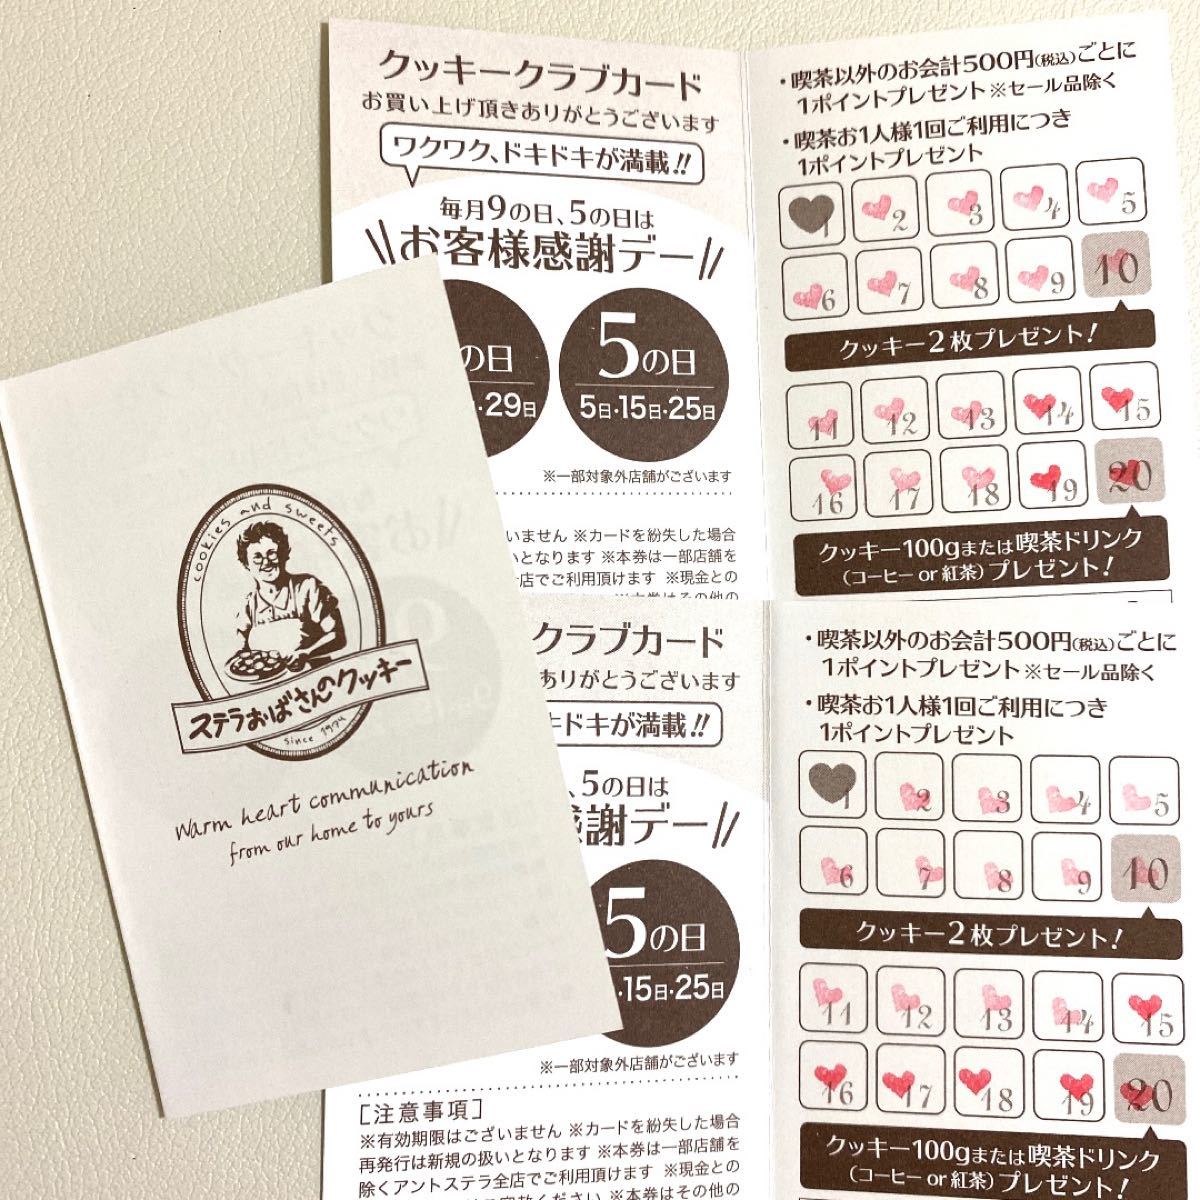 クッキークラブカード
お買い上げ頂きありがとうございます
ワクワク、ドキドキが満載!!
毎月9の日、5の日は
お客様感謝デー
の日
・29日
5の日
5日・15日・25日
※一部対象外店舗がございます
いません ※カードを紛失した場合
いとなります ※本券は一部店舗を
全店でご利用頂けます ※現金との
・喫茶以外のお会計500円(税込)ごとに
1ポイントプレゼント ※セール品除く
・喫茶お1人様1回ご利用につき
1ポイントプレゼント
1 2 3 4 5
6 7 8 9 10
クッキー2枚プレゼント!
11 12 13 14 15
16 17 18 19 20
クッキー100gまたは喫茶ドリンク
(コーヒー or 紅茶) プレゼント!
cookies and sweets
ステラおばさんのクッキー
since 1974
Warm heart communication
from our home to yours
クラブカード
ありがとうございます
キドキが満載!!
、5の日は
感謝デー
5の日
・15日・25日
※一部対象外店舗がございます
[注意事項]
※有効期限はございません ※カードを紛失した場合
再発行は新規の扱いとなります ※本券は一部店舗を
除くアントステラ全店でご利用頂けます ※現金との
ください ※本券はその他の
・喫茶以外のお会計500円(税込)ごとに
1ポイントプレゼント ※セール品除く
・喫茶お1人様1回ご利用につき
1ポイントプレゼント
1 2 3 4 5
6 7 8 9 10
クッキー2枚プレゼント!
11 12 13 14 15
16 17 18 19 20
クッキー100gまたは喫茶ドリンク
(コーヒー or 紅茶) プレゼント!